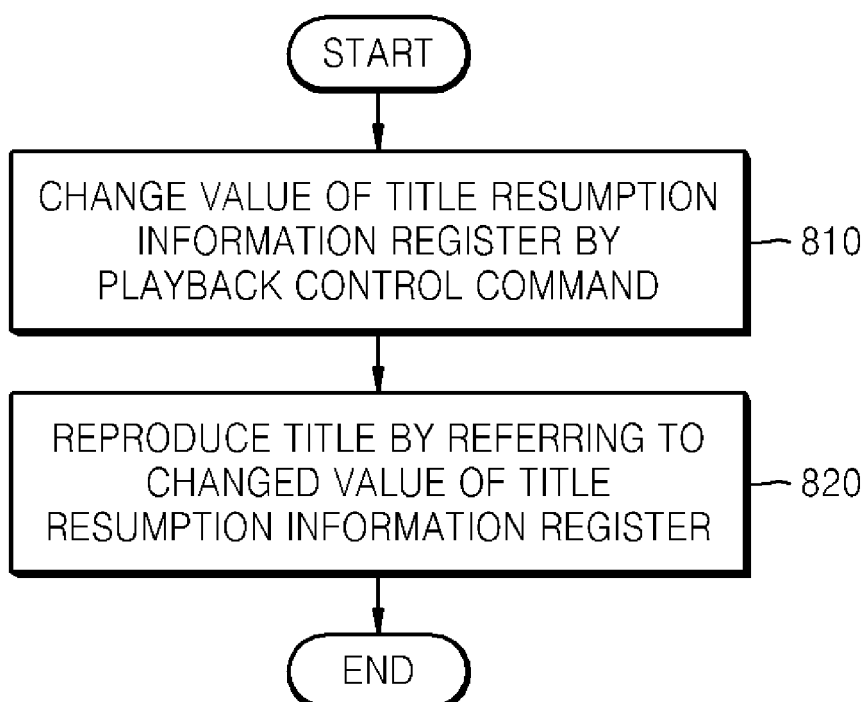 START
CHANGE VALUE OF TITLE RESUMPTION
INFORMATION REGISTER BY
PLAYBACK CONTROL COMMAND
810
REPRODUCE TITLE BY REFERRING TO
CHANGED VALUE OF TITLE
RESUMPTION INFORMATION REGISTER
820
END